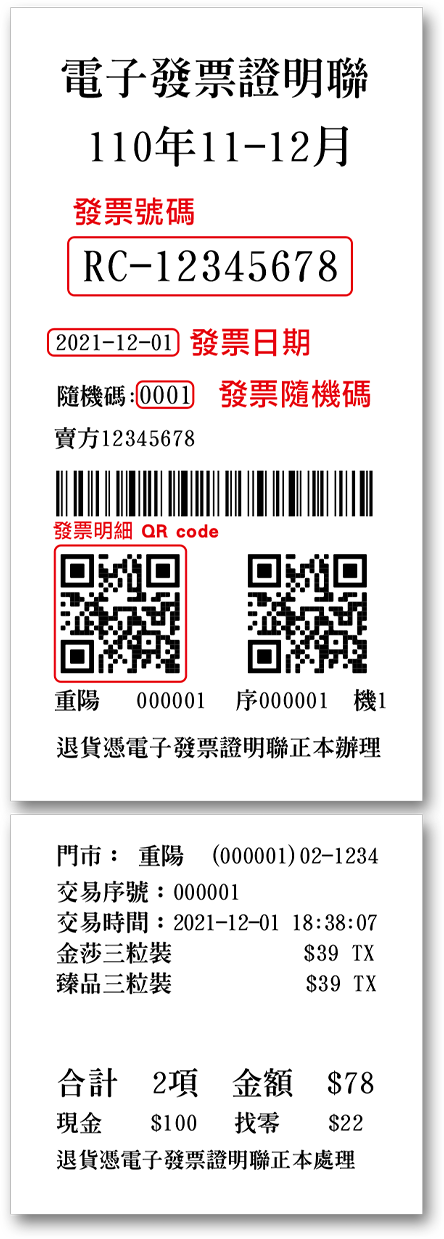 電子發票證明聯
110年11-12月
發票號碼
RC-12345678
2021-12-01 發票日期
隨機碼:0001 發票隨機碼
賣方12345678
發票明細 QR code
重陽 000001 序000001 機1
退貨憑電子發票證明聯正本辦理
門市： 重陽 (000001)02-1234
交易序號：000001
交易時間：2021-12-01 18:38:07
金莎三粒裝 $39 TX
臻品三粒裝 $39 TX
合計 2項 金額 $78
現金 $100 找零 $22
退貨憑電子發票證明聯正本處理